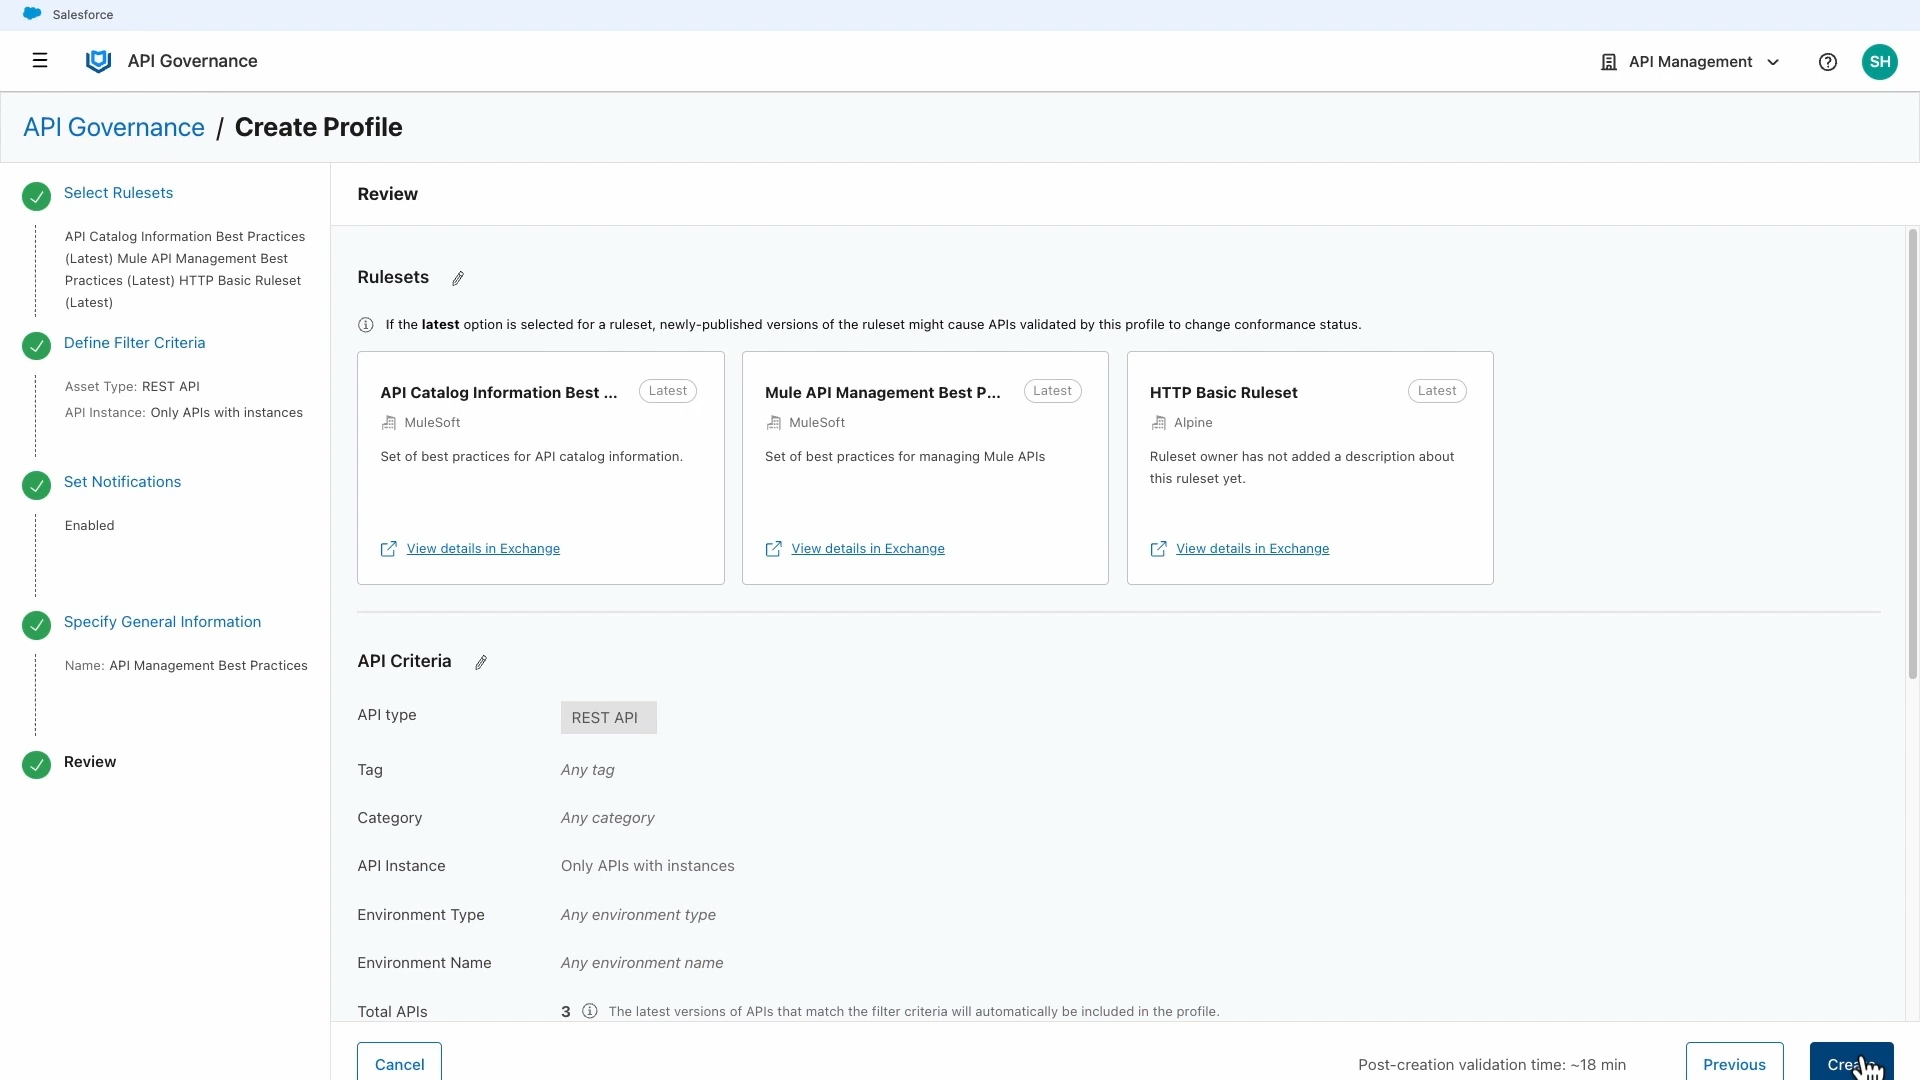 Salesforce
API Governance
API Management
SH
API Governance / Create Profile
Select Rulesets
API Catalog Information Best Practices
(Latest) Mule API Management Best
Practices (Latest) HTTP Basic Ruleset
(Latest)
Define Filter Criteria
Asset Type: REST API
API Instance: Only APIs with instances
Set Notifications
Enabled
Specify General Information
Name: API Management Best Practices
Review
Review
Rulesets
If the latest option is selected for a ruleset, newly-published versions of the ruleset might cause APIs validated by this profile to change conformance status.
API Catalog Information Best ... Latest
MuleSoft
Set of best practices for API catalog information.
View details in Exchange
Mule API Management Best P... Latest
MuleSoft
Set of best practices for managing Mule APIs
View details in Exchange
HTTP Basic Ruleset Latest
Alpine
Ruleset owner has not added a description about
this ruleset yet.
View details in Exchange
API Criteria
API type REST API
Tag Any tag
Category Any category
API Instance Only APIs with instances
Environment Type Any environment type
Environment Name Any environment name
Total APIs 3 The latest versions of APIs that match the filter criteria will automatically be included in the profile.
Cancel Post-creation validation time: ~18 min Previous